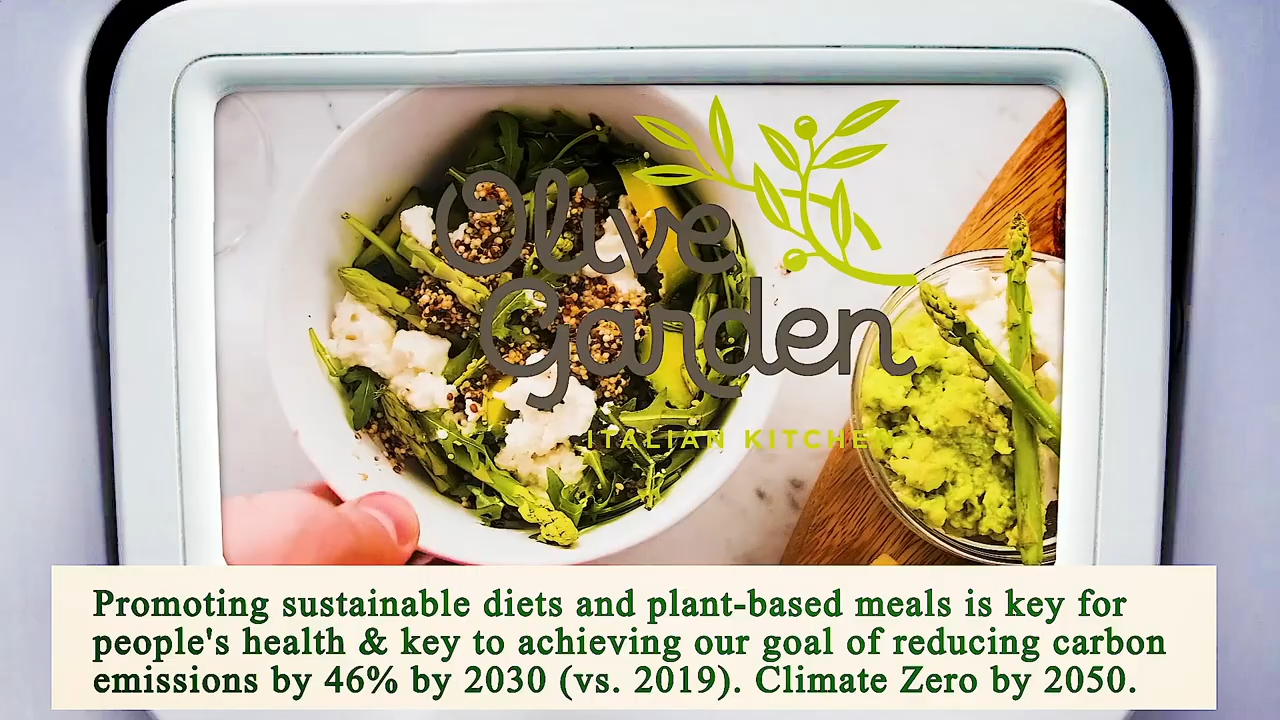 Olive
Garden
ITALIAN KITCHEN
Promoting sustainable diets and plant-based meals is key for
people's health & key to achieving our goal of reducing carbon
emissions by 46% by 2030 (vs. 2019). Climate Zero by 2050.